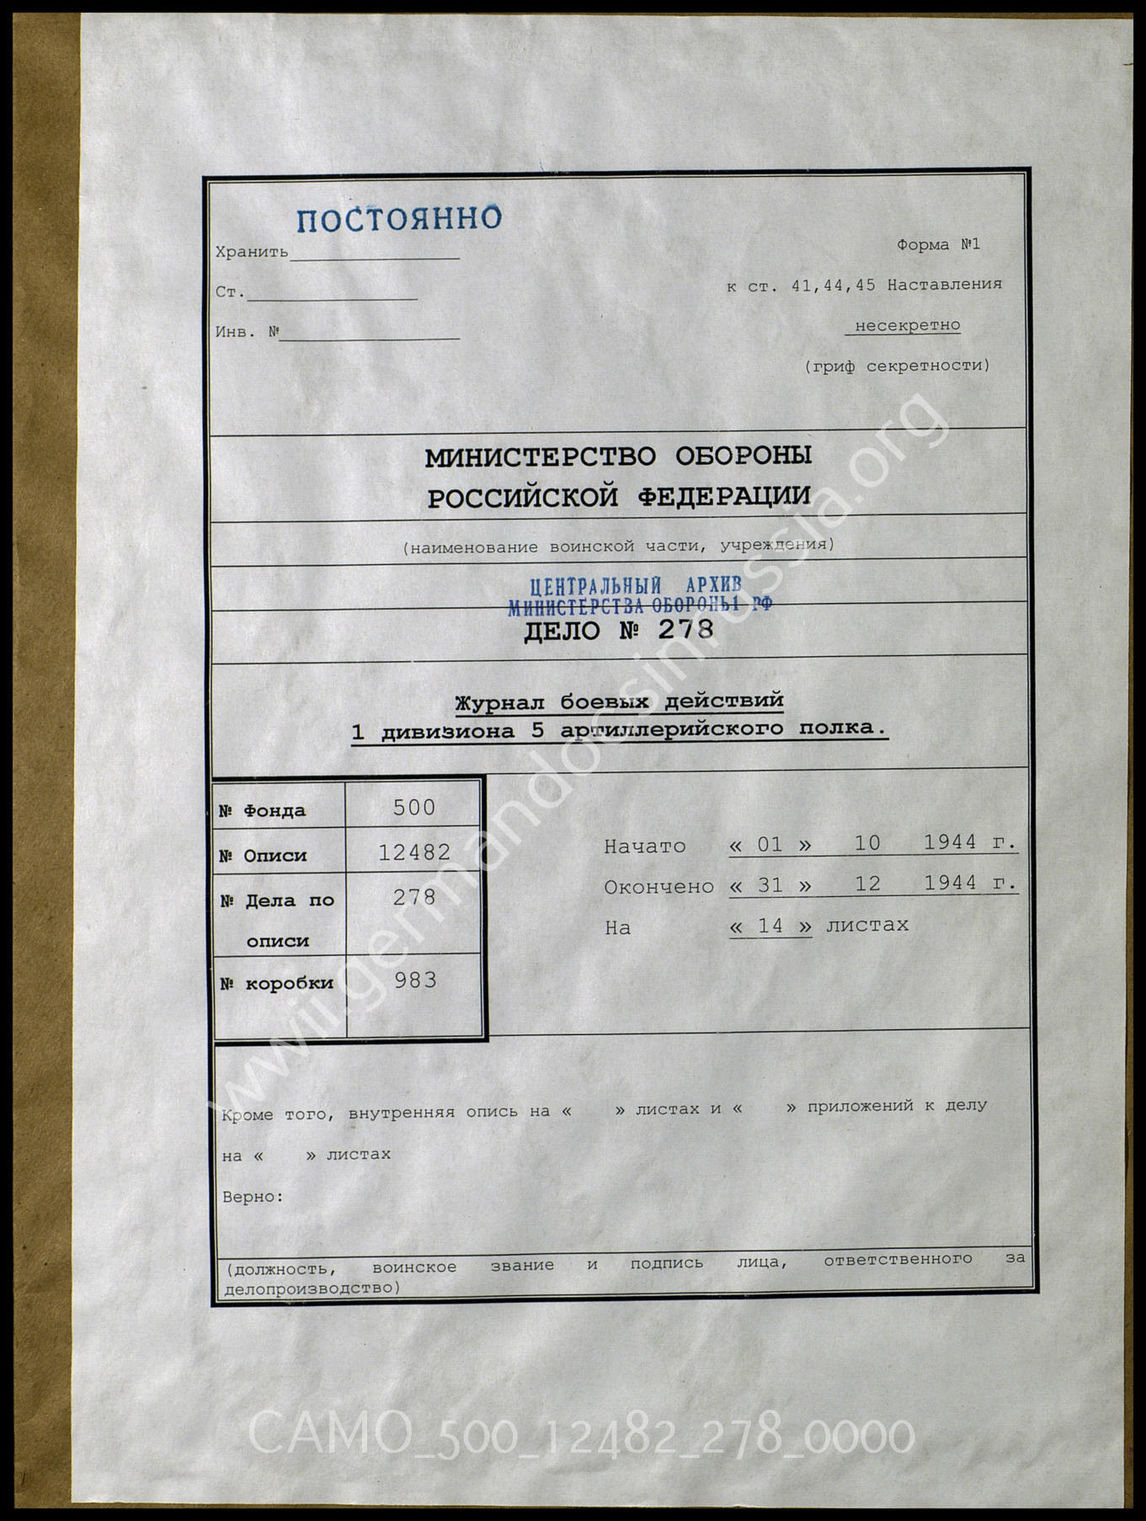 ПОСТОЯННО
Хранить
Форма №1
Ст.
к ст. 41,44,45 Наставления
Инв. №
несекретно
(гриф секретности)
МИНИСТЕРСТВО ОБОРОНЫ
РОССИЙСКОЙ ФЕДЕРАЦИИ
(наименование воинской части, учреждения)
ЦЕНТРАЛЬНЫЙ АРХИВ
МИНИСТЕРСТВА ОБОРОНЫ РФ
ДЕЛО № 278
Журнал боевых действий
1 дивизиона 5 артиллерийского полка.
№ Фонда 500
№ Описи 12482
№ Дела по описи 278
№ коробки 983
Начато « 01 » 10 1944 г.
Окончено « 31 » 12 1944 г.
На « 14 » листах
Кроме того, внутренняя опись на « » листах и « » приложений к делу
на « » листах
Верно:
(должность, воинское звание и подпись лица, ответственного за
делопроизводство)
wwii.germandocsinrussia.org
CAMO_500_12482_278_0000